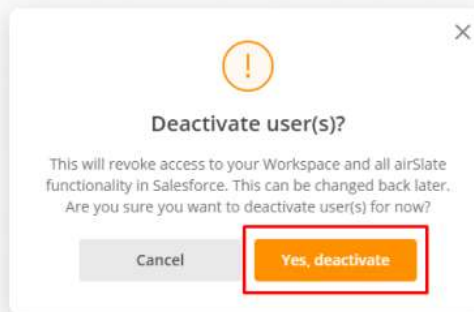 Deactivate user(s)?
This will revoke access to your Workspace and all airSlate
functionality in Salesforce. This can be changed back later.
Are you sure you want to deactivate user(s) for now?
Cancel
Yes, deactivate